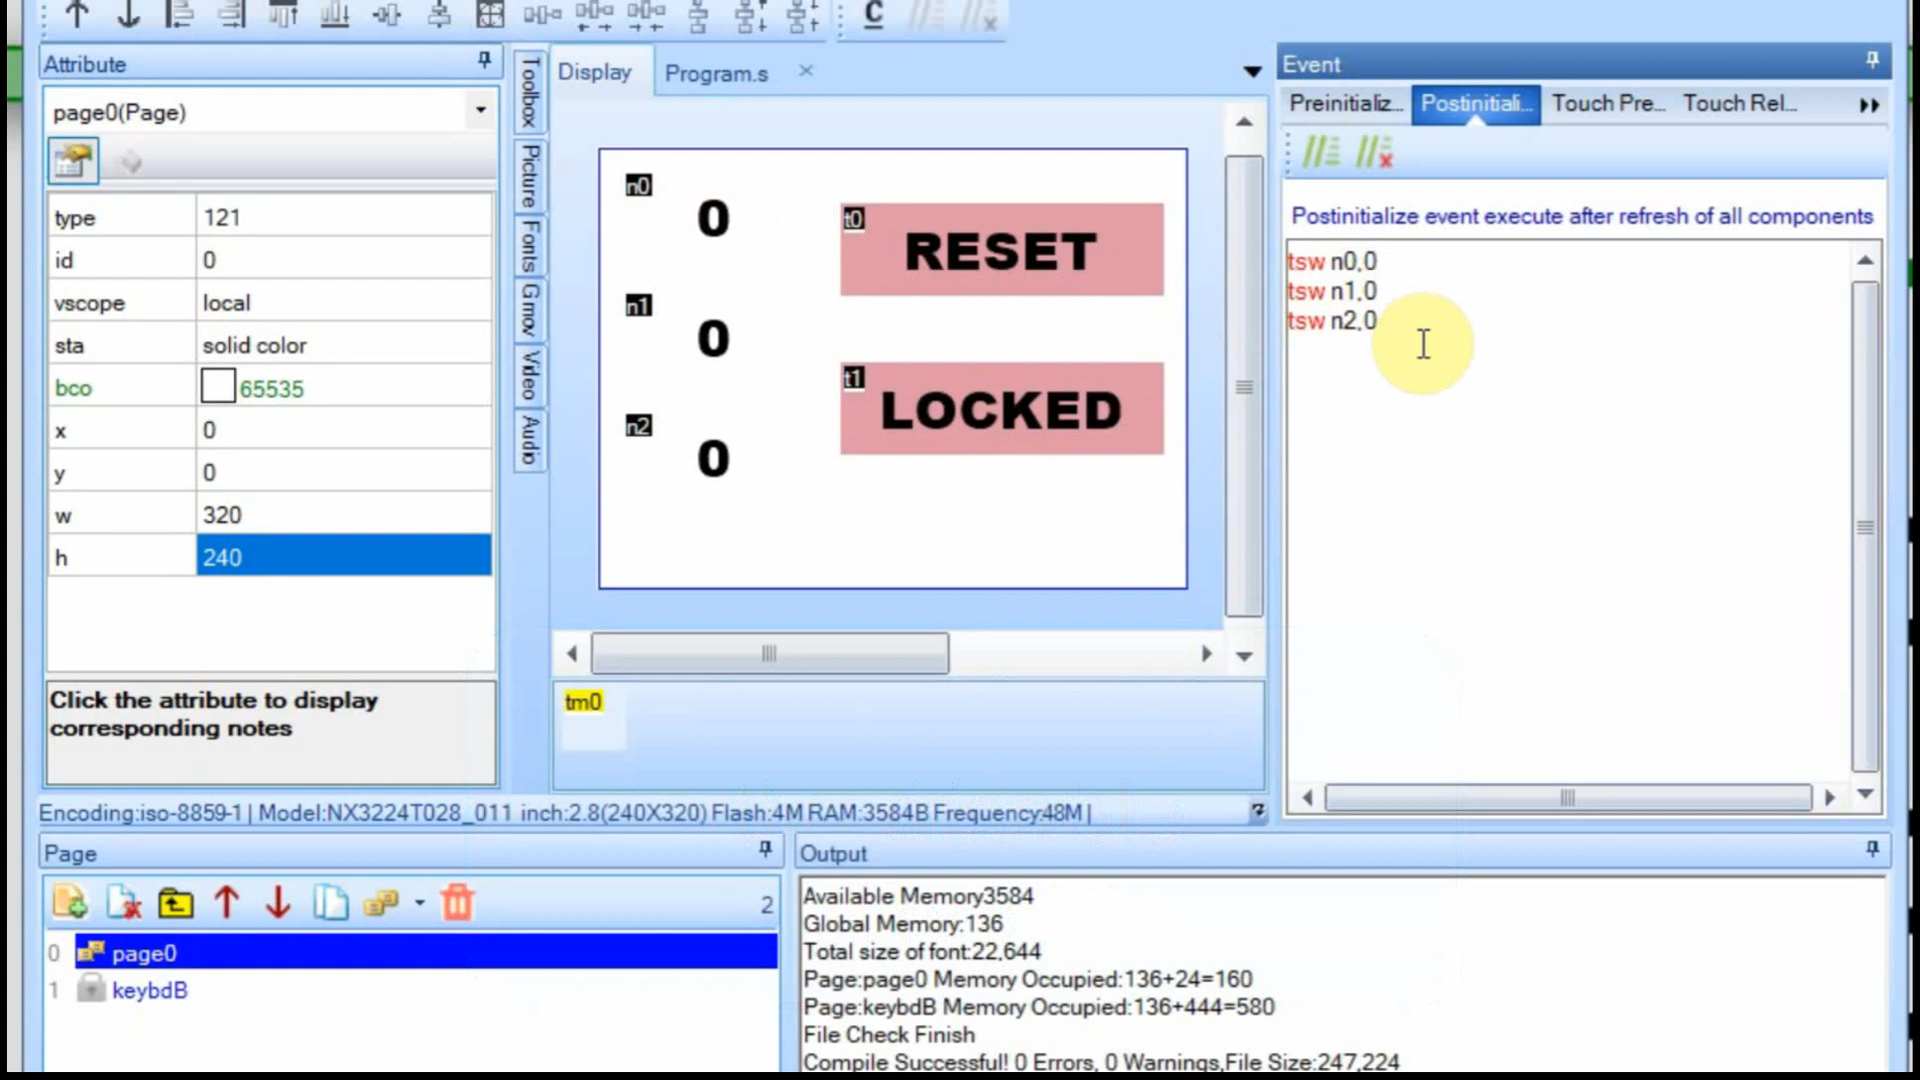 C
Attribute
page0(Page)
type 121
id 0
vscope local
sta solid color
bco 65535
x 0
y 0
w 320
h 240
Click the attribute to display
corresponding notes
Toolbox
Picture
Fonts
Gmov
Video
Audio
Display
Program.s
n0
0
t0
RESET
n1
0
t1
LOCKED
n2
0
tm0
Encoding:iso-8859-1 | Model:NX3224T028_011 inch:2.8(240X320) Flash:4M RAM:3584B Frequency:48M |
Event
Preinitializ... Postinitiali... Touch Pre... Touch Rel...
Postinitialize event execute after refresh of all components
tsw n0,0
tsw n1,0
tsw n2,0
Page
2
0 page0
1 keybdB
Output
Available Memory3584
Global Memory:136
Total size of font:22,644
Page:page0 Memory Occupied:136+24=160
Page:keybdB Memory Occupied:136+444=580
File Check Finish
Compile Successful! 0 Errors, 0 Warnings,File Size:247,224